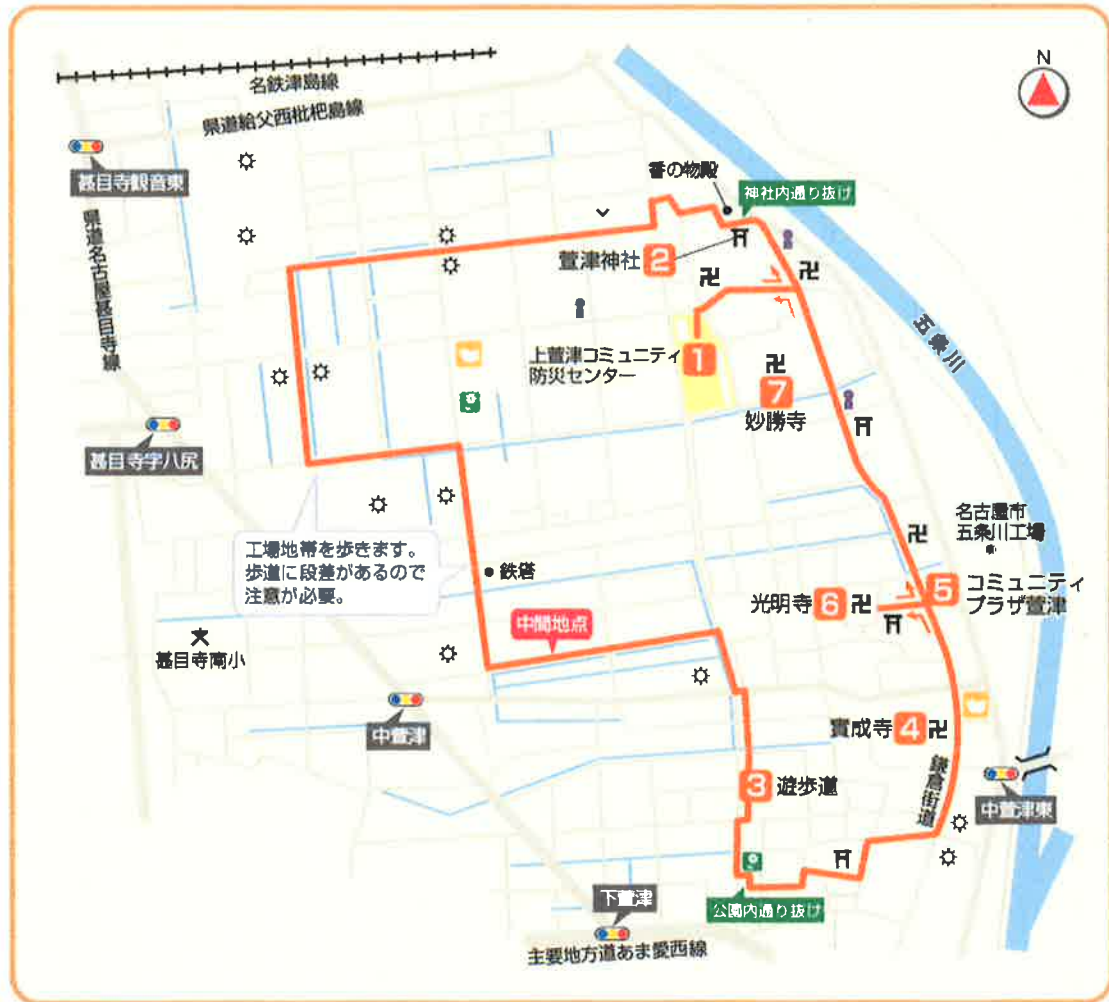 N
名鉄津島線
県道給父西枇杷島線
甚目寺観音東
県道名古屋甚目寺線
香の物殿
神社内通り抜け
萱津神社
2
五条川
上萱津コミュニティ
防災センター
1
7
妙勝寺
甚目寺字八尻
工場地帯を歩きます。
歩道に段差があるので
注意が必要。
鉄塔
名古屋市
五条川工場
5
コミュニティ
プラザ萱津
光明寺
6
中間地点
甚目寺南小
中萱津
實成寺
4
鎌倉街道
中萱津東
3
遊歩道
公園内通り抜け
下萱津
主要地方道あま愛西線